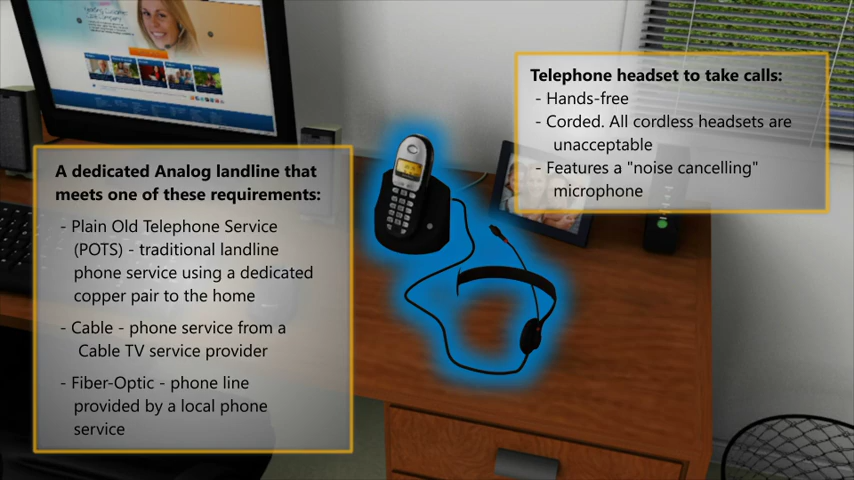 A dedicated Analog landline that
meets one of these requirements:
- Plain Old Telephone Service
(POTS) - traditional landline
phone service using a dedicated
copper pair to the home
- Cable - phone service from a
Cable TV service provider
- Fiber-Optic - phone line
provided by a local phone
service
Telephone headset to take calls:
- Hands-free
- Corded. All cordless headsets are
unacceptable
- Features a "noise cancelling"
microphone